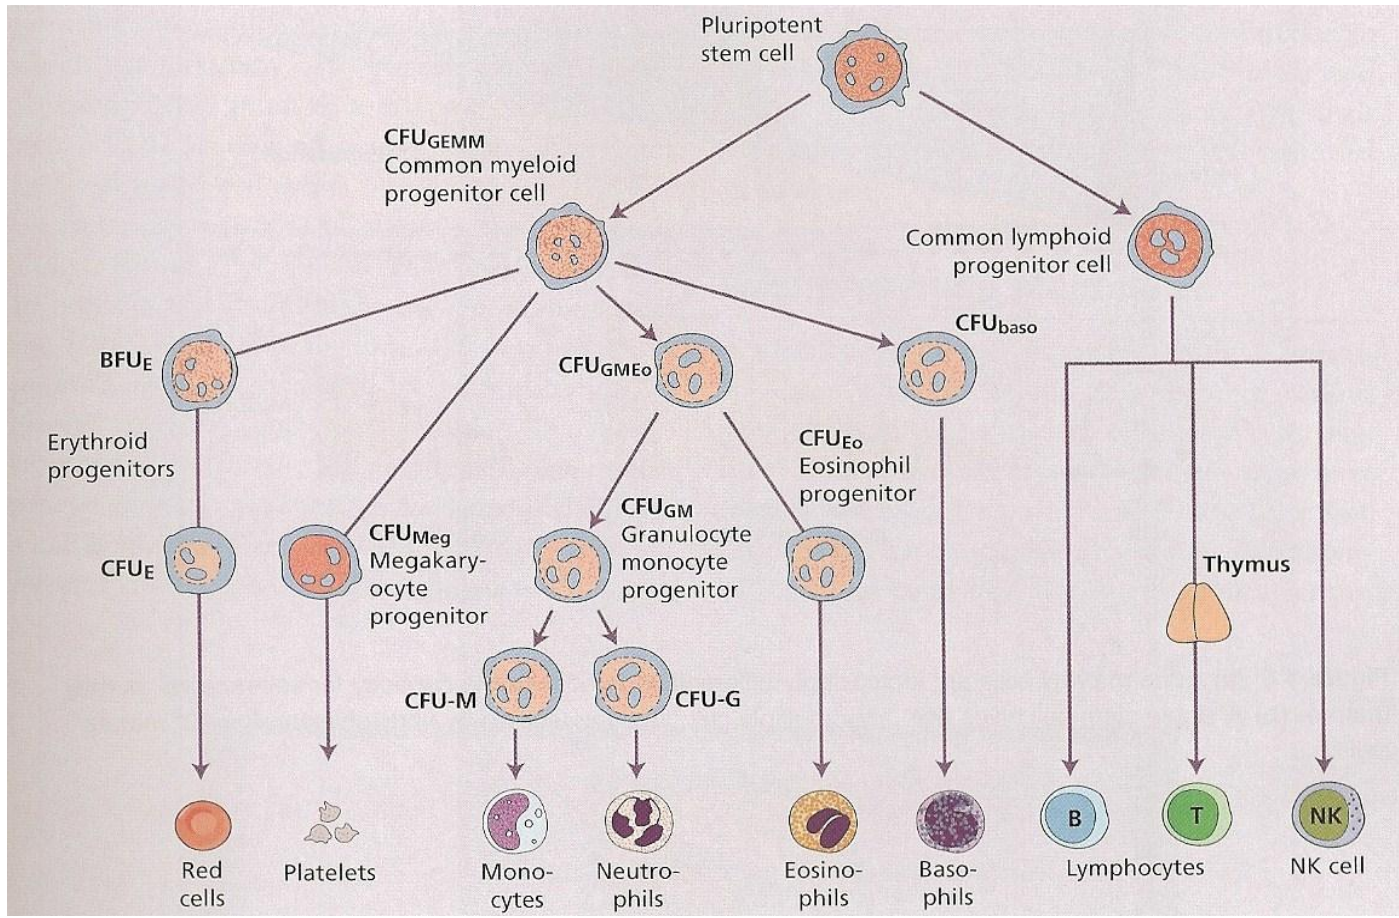 Pluripotent
stem cell
CFUGEMM
Common myeloid
progenitor cell
Common lymphoid
progenitor cell
BFUE
CFUGMEo
CFUbaso
Erythroid
progenitors
CFUEo
Eosinophil
progenitor
CFUE
CFUMeg
Megakary-
ocyte
progenitor
CFUGM
Granulocyte
monocyte
progenitor
Thymus
CFU-M
CFU-G
B
T
NK
Red
cells
Platelets
Mono-
cytes
Neutro-
phils
Eosino-
phils
Baso-
phils
Lymphocytes
NK cell